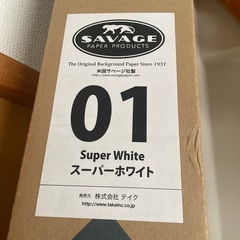 SAVAGE
PAPER PRODUCTS
The Original Background Paper Since 1937
米国サベージ社製
http://www.savagepaper.com
01
Super White
スーパーホワイト
発売元 株式会社 テイク
http://www.takeinc.co.jp